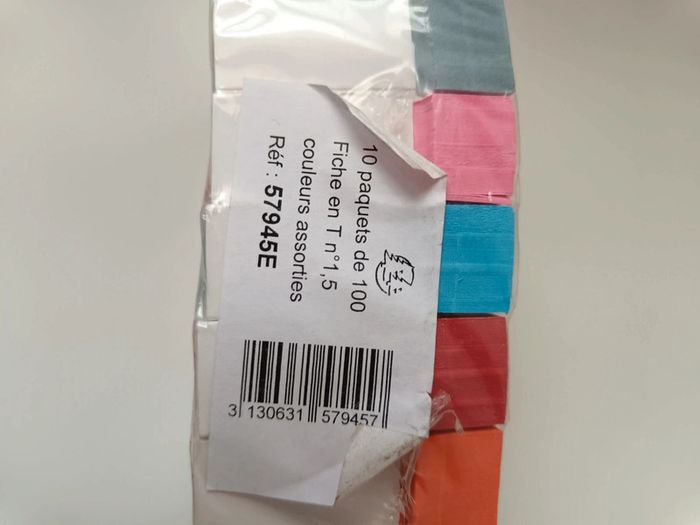 10 paquets de 100
Fiche en T n°1,5
couleurs assorties
Réf : 57945E
3 130631 579457